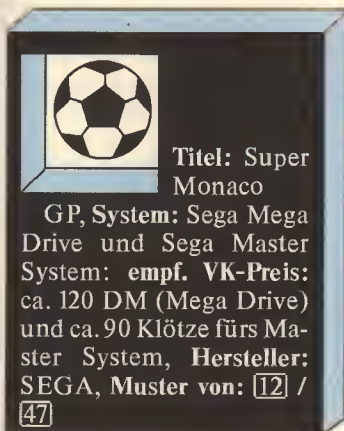 Titel: Super
Monaco
GP, System: Sega Mega
Drive und Sega Master
System: empf. VK-Preis:
ca. 120 DM (Mega Drive)
und ca. 90 Klötze fürs Ma-
ster System, Hersteller:
SEGA, Muster von: 12 /
47